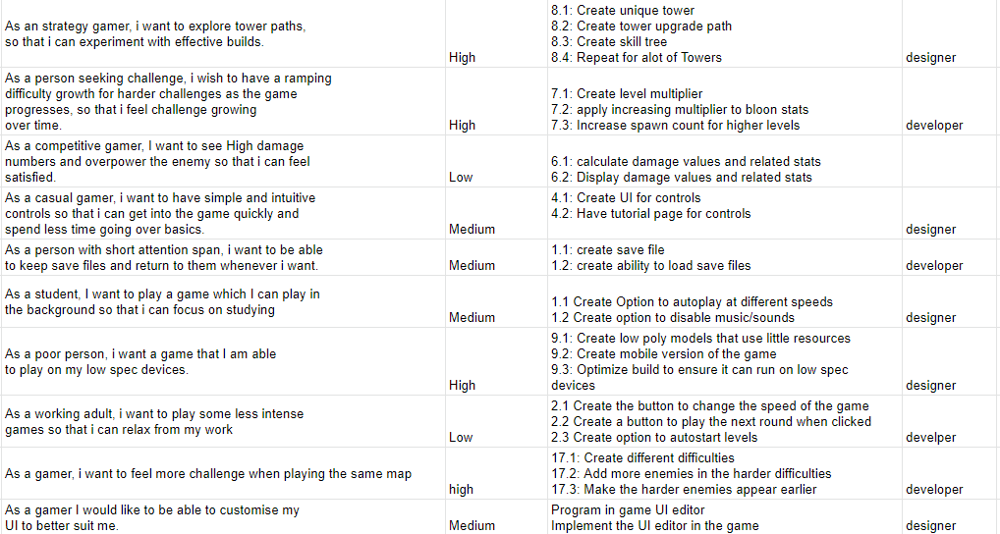 As an strategy gamer, i want to explore tower paths,
so that i can experiment with effective builds.
High
8.1: Create unique tower
8.2: Create tower upgrade path
8.3: Create skill tree
8.4: Repeat for alot of Towers
designer
As a person seeking challenge, i wish to have a ramping
difficulty growth for harder challenges as the game
progresses, so that i feel challenge growing
over time.
High
7.1: Create level multiplier
7.2: apply increasing multiplier to bloon stats
7.3: Increase spawn count for higher levels
developer
As a competitive gamer, I want to see High damage
numbers and overpower the enemy so that i can feel
satisfied.
Low
6.1: calculate damage values and related stats
6.2: Display damage values and related stats
As a casual gamer, i want to have simple and intuitive
controls so that i can get into the game quickly and
spend less time going over basics.
Medium
4.1: Create UI for controls
4.2: Have tutorial page for controls
designer
As a person with short attention span, i want to be able
to keep save files and return to them whenever i want.
Medium
1.1: create save file
1.2: create ability to load save files
developer
As a student, I want to play a game which I can play in
the background so that i can focus on studying
Medium
1.1 Create Option to autoplay at different speeds
1.2 Create option to disable music/sounds
designer
As a poor person, i want a game that I am able
to play on my low spec devices.
High
9.1: Create low poly models that use little resources
9.2: Create mobile version of the game
9.3: Optimize build to ensure it can run on low spec
devices
designer
As a working adult, i want to play some less intense
games so that i can relax from my work
Low
2.1 Create the button to change the speed of the game
2.2 Create a button to play the next round when clicked
2.3 Create option to autostart levels
develper
As a gamer, i want to feel more challenge when playing the same map
high
17.1: Create different difficulties
17.2: Add more enemies in the harder difficulties
17.3: Make the harder enemies appear earlier
developer
As a gamer I would like to be able to customise my
UI to better suit me.
Medium
Program in game UI editor
Implement the UI editor in the game
designer